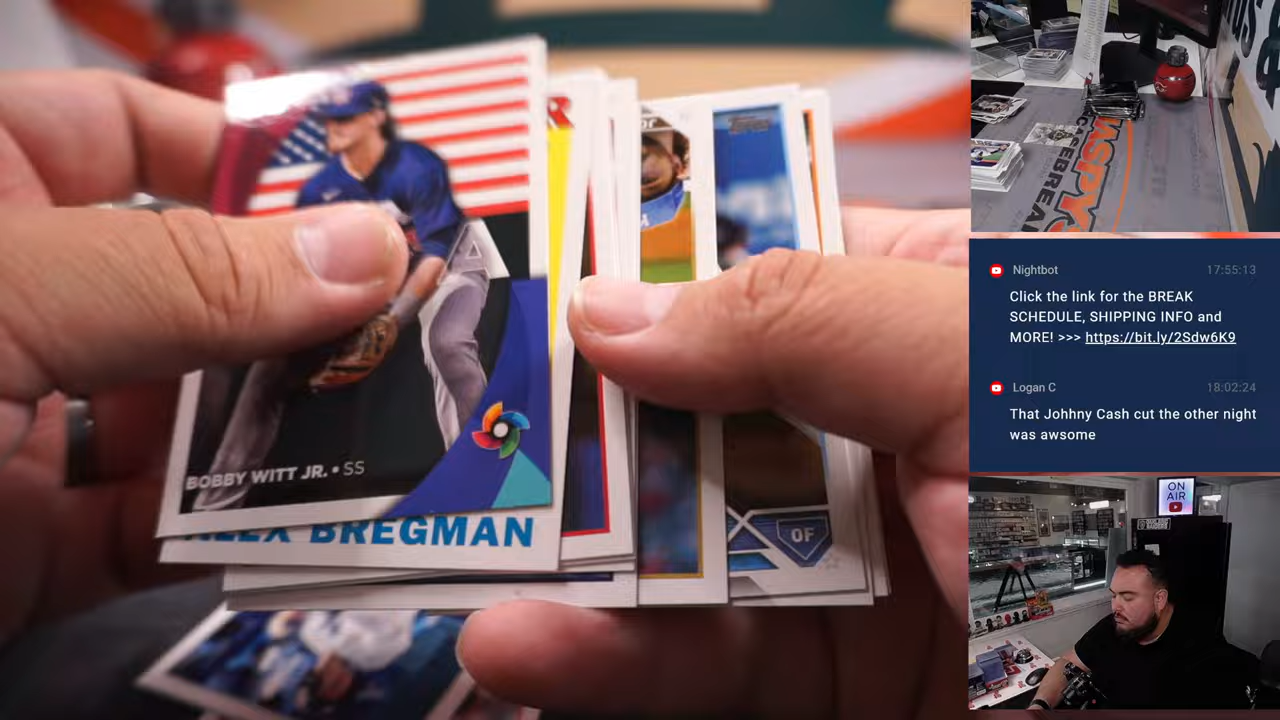 BOBBY WITT JR. • SS
ALEX BREGMAN
OF
Nightbot 17:55:13
Click the link for the BREAK
SCHEDULE, SHIPPING INFO and
MORE! >>> https://bit.ly/2Sdw6K9
Logan C 18:02:24
That Johhny Cash cut the other night
was awsome
ON
AIR